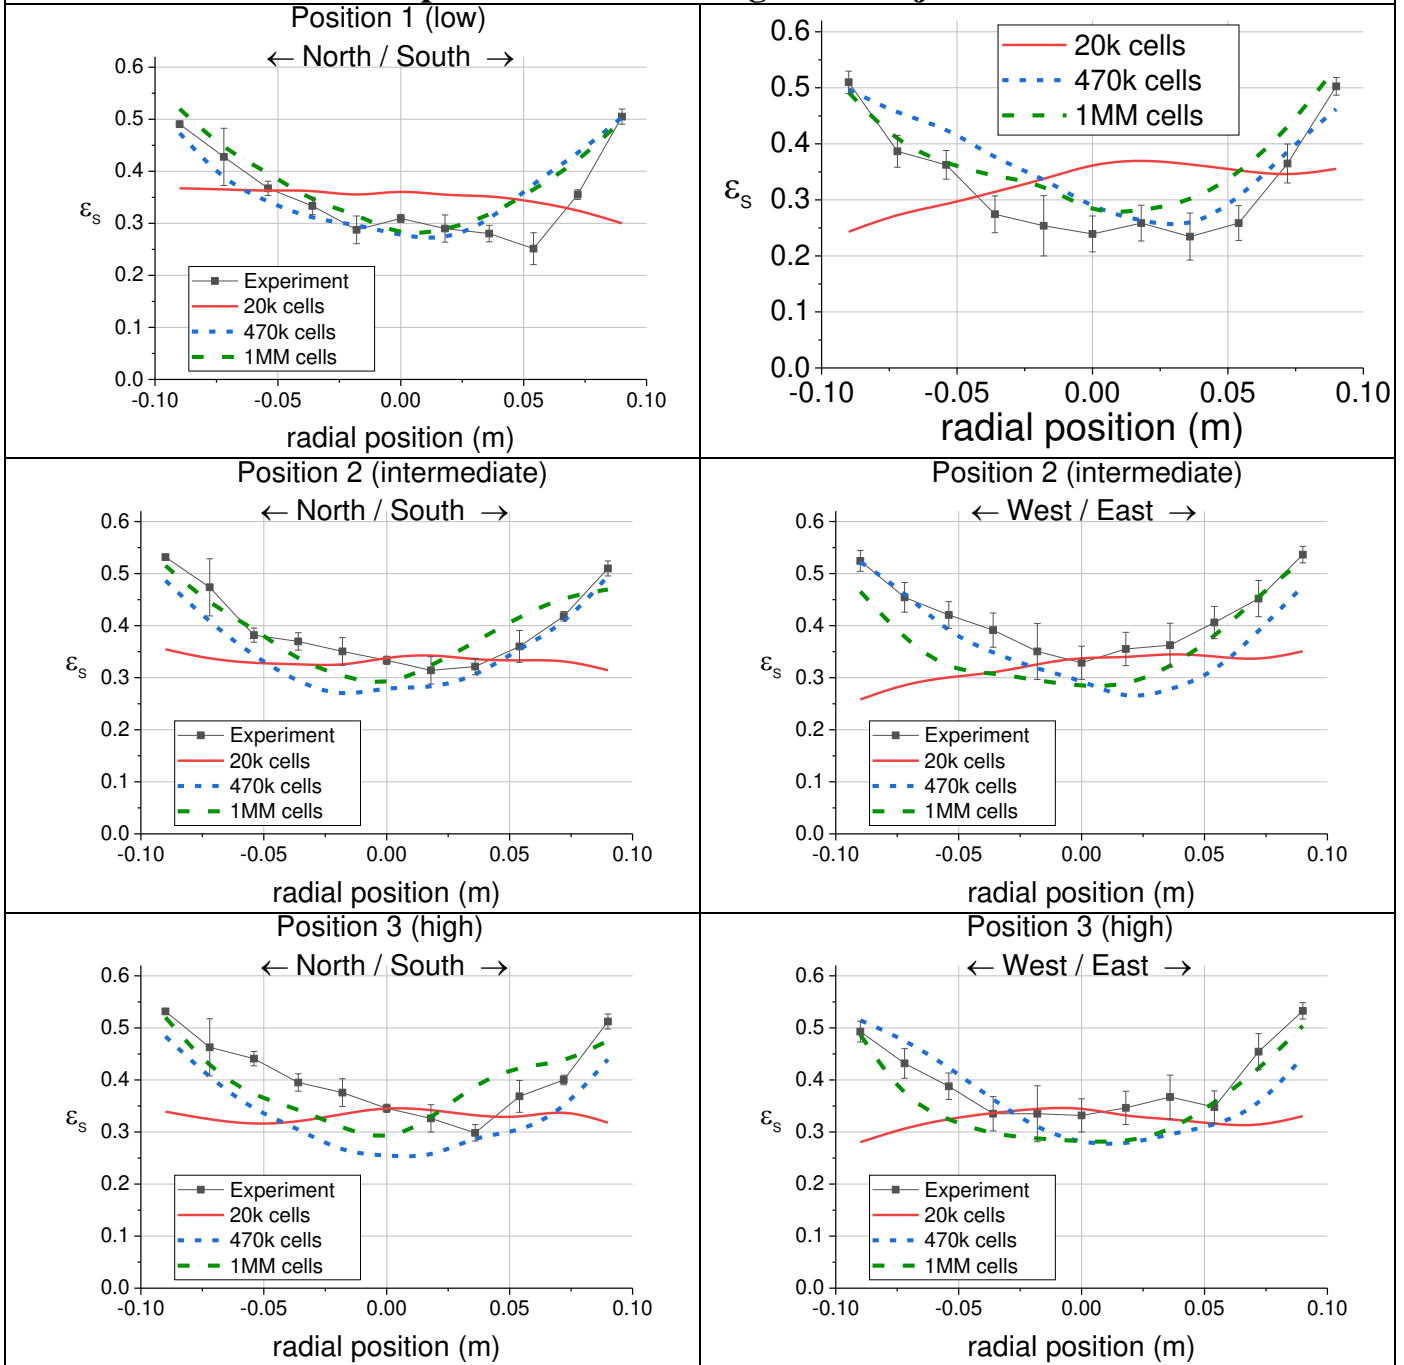 Position 1 (low)
← North / South →
0.6
0.5
0.4
0.3
0.2
0.1
0.0
εs
Experiment
20k cells
470k cells
1MM cells
-0.10 -0.05 0.00 0.05 0.10
radial position (m)
0.6
0.5
0.4
0.3
0.2
0.1
0.0
εs
20k cells
470k cells
1MM cells
-0.10 -0.05 0.00 0.05 0.10
radial position (m)
Position 2 (intermediate)
← North / South →
0.6
0.5
0.4
0.3
0.2
0.1
0.0
εs
Experiment
20k cells
470k cells
1MM cells
-0.10 -0.05 0.00 0.05 0.10
radial position (m)
Position 2 (intermediate)
← West / East →
0.6
0.5
0.4
0.3
0.2
0.1
0.0
εs
Experiment
20k cells
470k cells
1MM cells
-0.10 -0.05 0.00 0.05 0.10
radial position (m)
Position 3 (high)
← North / South →
0.6
0.5
0.4
0.3
0.2
0.1
0.0
εs
Experiment
20k cells
470k cells
1MM cells
-0.10 -0.05 0.00 0.05 0.10
radial position (m)
Position 3 (high)
← West / East →
0.6
0.5
0.4
0.3
0.2
0.1
0.0
εs
Experiment
20k cells
470k cells
1MM cells
-0.10 -0.05 0.00 0.05 0.10
radial position (m)